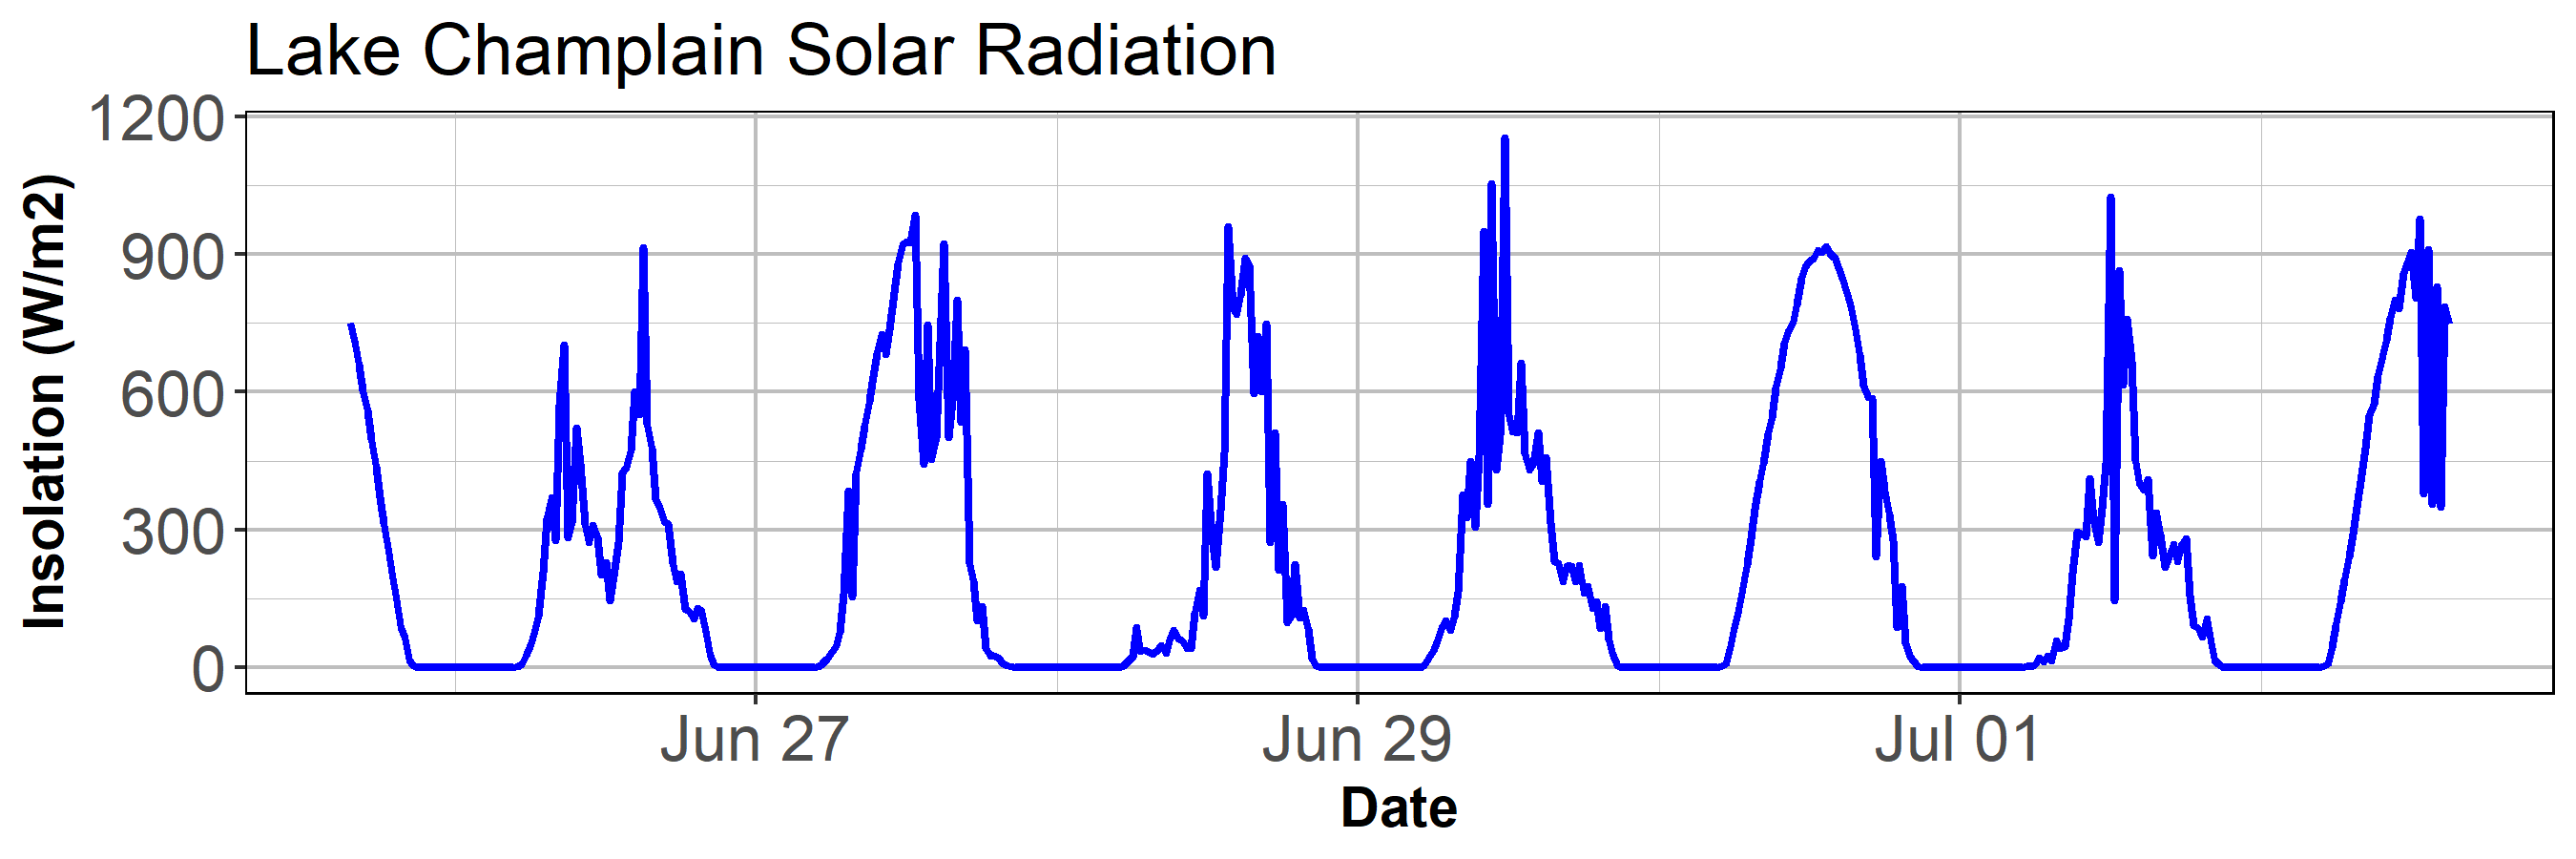 Lake Champlain Solar Radiation
1200
900
600
300
0
Insolation (W/m2)
Jun 27 Jun 29 Jul 01
Date